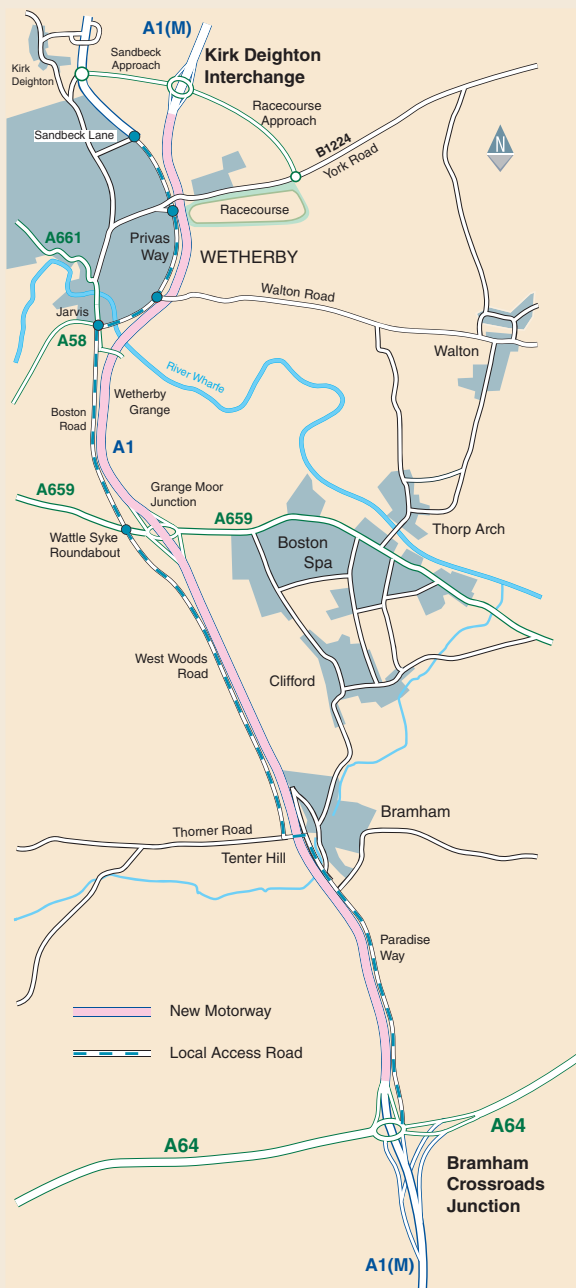 A1(M)
Kirk Deighton
Interchange
Sandbeck
Approach
Kirk
Deighton
Racecourse
Approach
Sandbeck Lane
B1224
York Road
N
Racecourse
A661
Privas
Way
WETHERBY
Walton Road
Jarvis
A58
Walton
River Wharfe
Wetherby
Grange
Boston
Road
A1
A659
Grange Moor
Junction
A659
Wattle Syke
Roundabout
Thorp Arch
Boston
Spa
West Woods
Road
Clifford
Bramham
Thorner Road
Tenter Hill
Paradise
Way
New Motorway
Local Access Road
A64
A64
Bramham
Crossroads
Junction
A1(M)